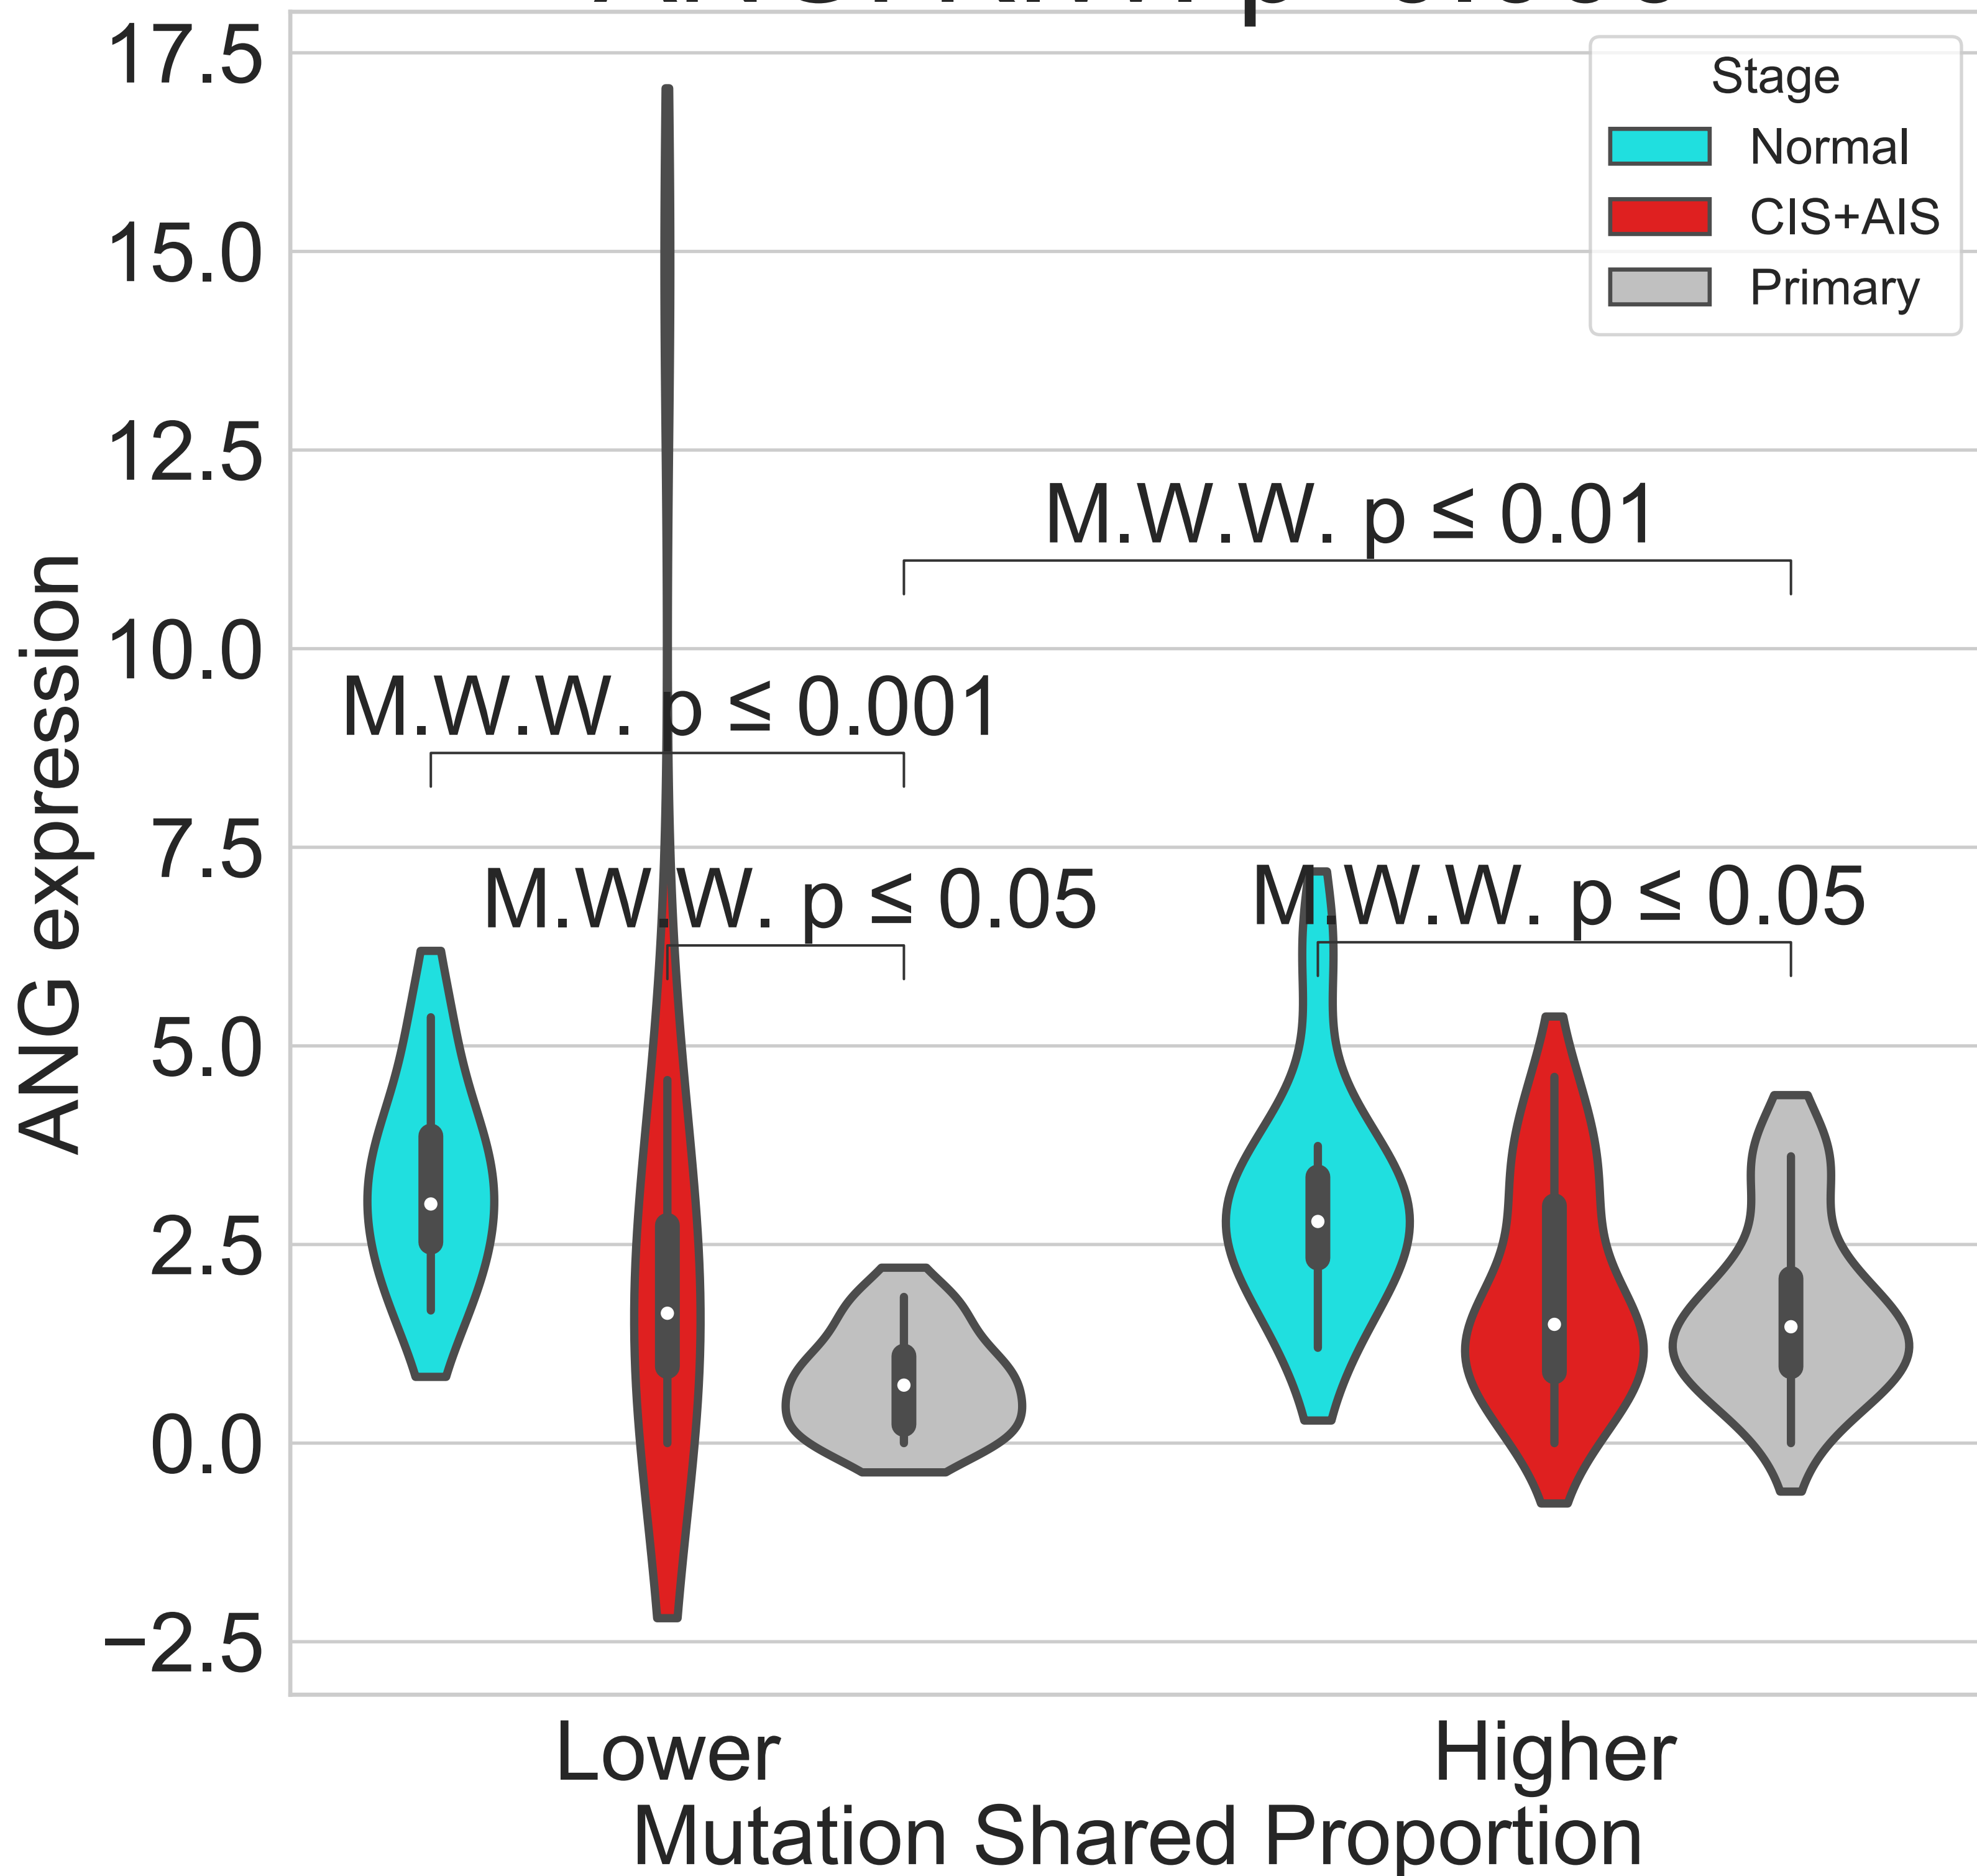 17.5
15.0
12.5
10.0
7.5
5.0
2.5
0.0
−2.5
ANG expression
Stage
Normal
CIS+AIS
Primary
M.W.W. p ≤ 0.01
M.W.W. p ≤ 0.001
M.W.W. p ≤ 0.05
M.W.W. p ≤ 0.05
Lower
Higher
Mutation Shared Proportion